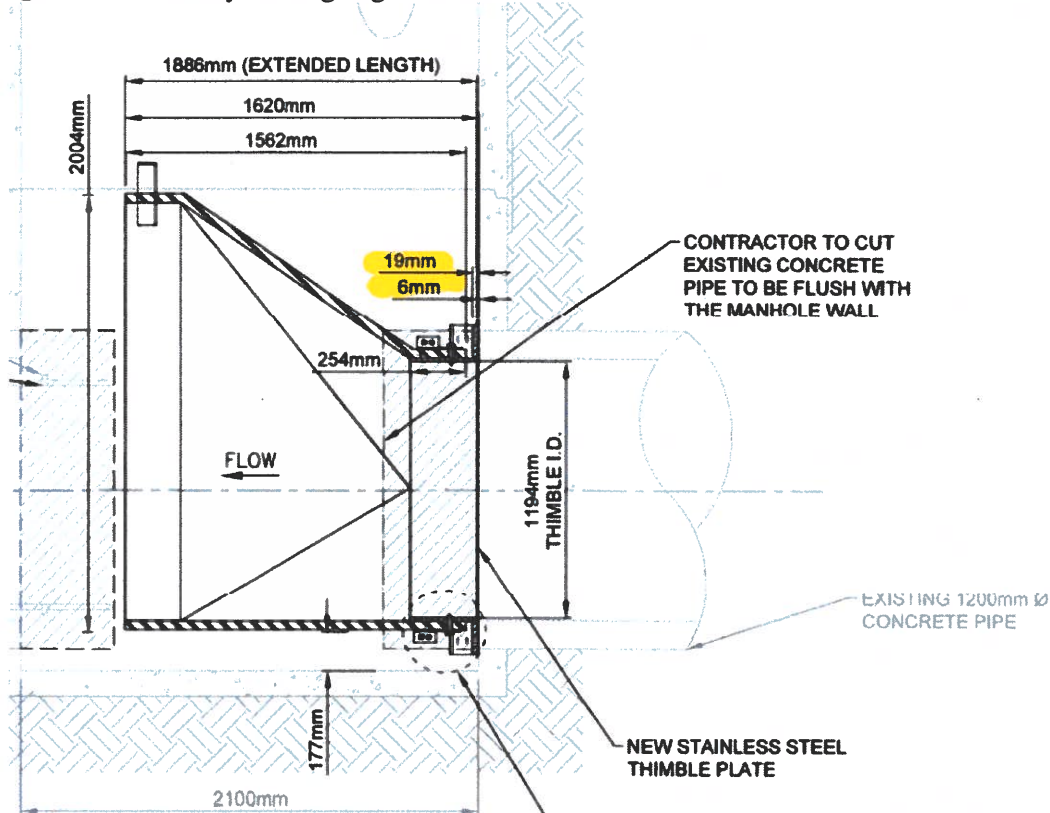 1886mm (EXTENDED LENGTH)
1620mm
1562mm
2004mm
19mm
6mm
CONTRACTOR TO CUT
EXISTING CONCRETE
PIPE TO BE FLUSH WITH
THE MANHOLE WALL
254mm
FLOW
1194mm
THIMBLE I.D.
EXISTING 1200mm Ø
CONCRETE PIPE
177mm
NEW STAINLESS STEEL
THIMBLE PLATE
2100mm